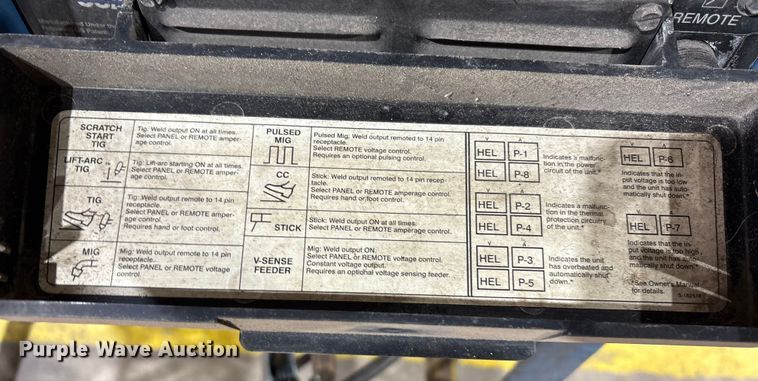 REMOTE
SCRATCH
START
TIG
Tig: Weld output ON at all times.
Select PANEL or REMOTE amper-
age control.
LIFT-ARC
TIG
Tig: Lift-arc starting ON at all times.
Select PANEL or REMOTE amper-
age control.
TIG
Tig: Weld output remote to 14 pin
receptacle.
Select PANEL or REMOTE amper-
age control.
Requires hand or foot control.
MIG
Mig: Weld output remoted to 14 pin
receptacle.
Select PANEL or REMOTE voltage
control.
PULSED
MIG
Pulsed Mig: Weld output remoted to 14 pin
receptacle.
Select REMOTE voltage control.
Requires an optional pulsing control.
CC
Stick: Weld output remoted to 14 pin recep-
tacle.
Select PANEL or REMOTE amperage control.
Requires hand or foot control.
STICK
Stick: Weld output ON at all times.
Select PANEL or REMOTE amperage control.
V-SENSE
FEEDER
Mig: Weld output ON.
Select PANEL or REMOTE voltage control.
Constant voltage output.
Requires an optional voltage sensing feeder.
V A
HEL P-1
HEL P-8
Indicates a malfunc-
tion in the power
circuit of the unit.*
V A
HEL P-2
HEL P-4
Indicates a malfunc-
tion in the thermal
protection circuitry
of the unit.*
V A
HEL P-3
HEL P-5
Indicates the unit
has overheated and
automatically shut
down.*
V A
HEL P-6
Indicates that the in-
put voltage is too low
and the unit has auto-
matically shut down.*
V A
HEL P-7
Indicates that the in-
put voltage is too high
and the unit has auto-
matically shut down.*
*See Owner's Manual
for details.
Purple Wave Auction